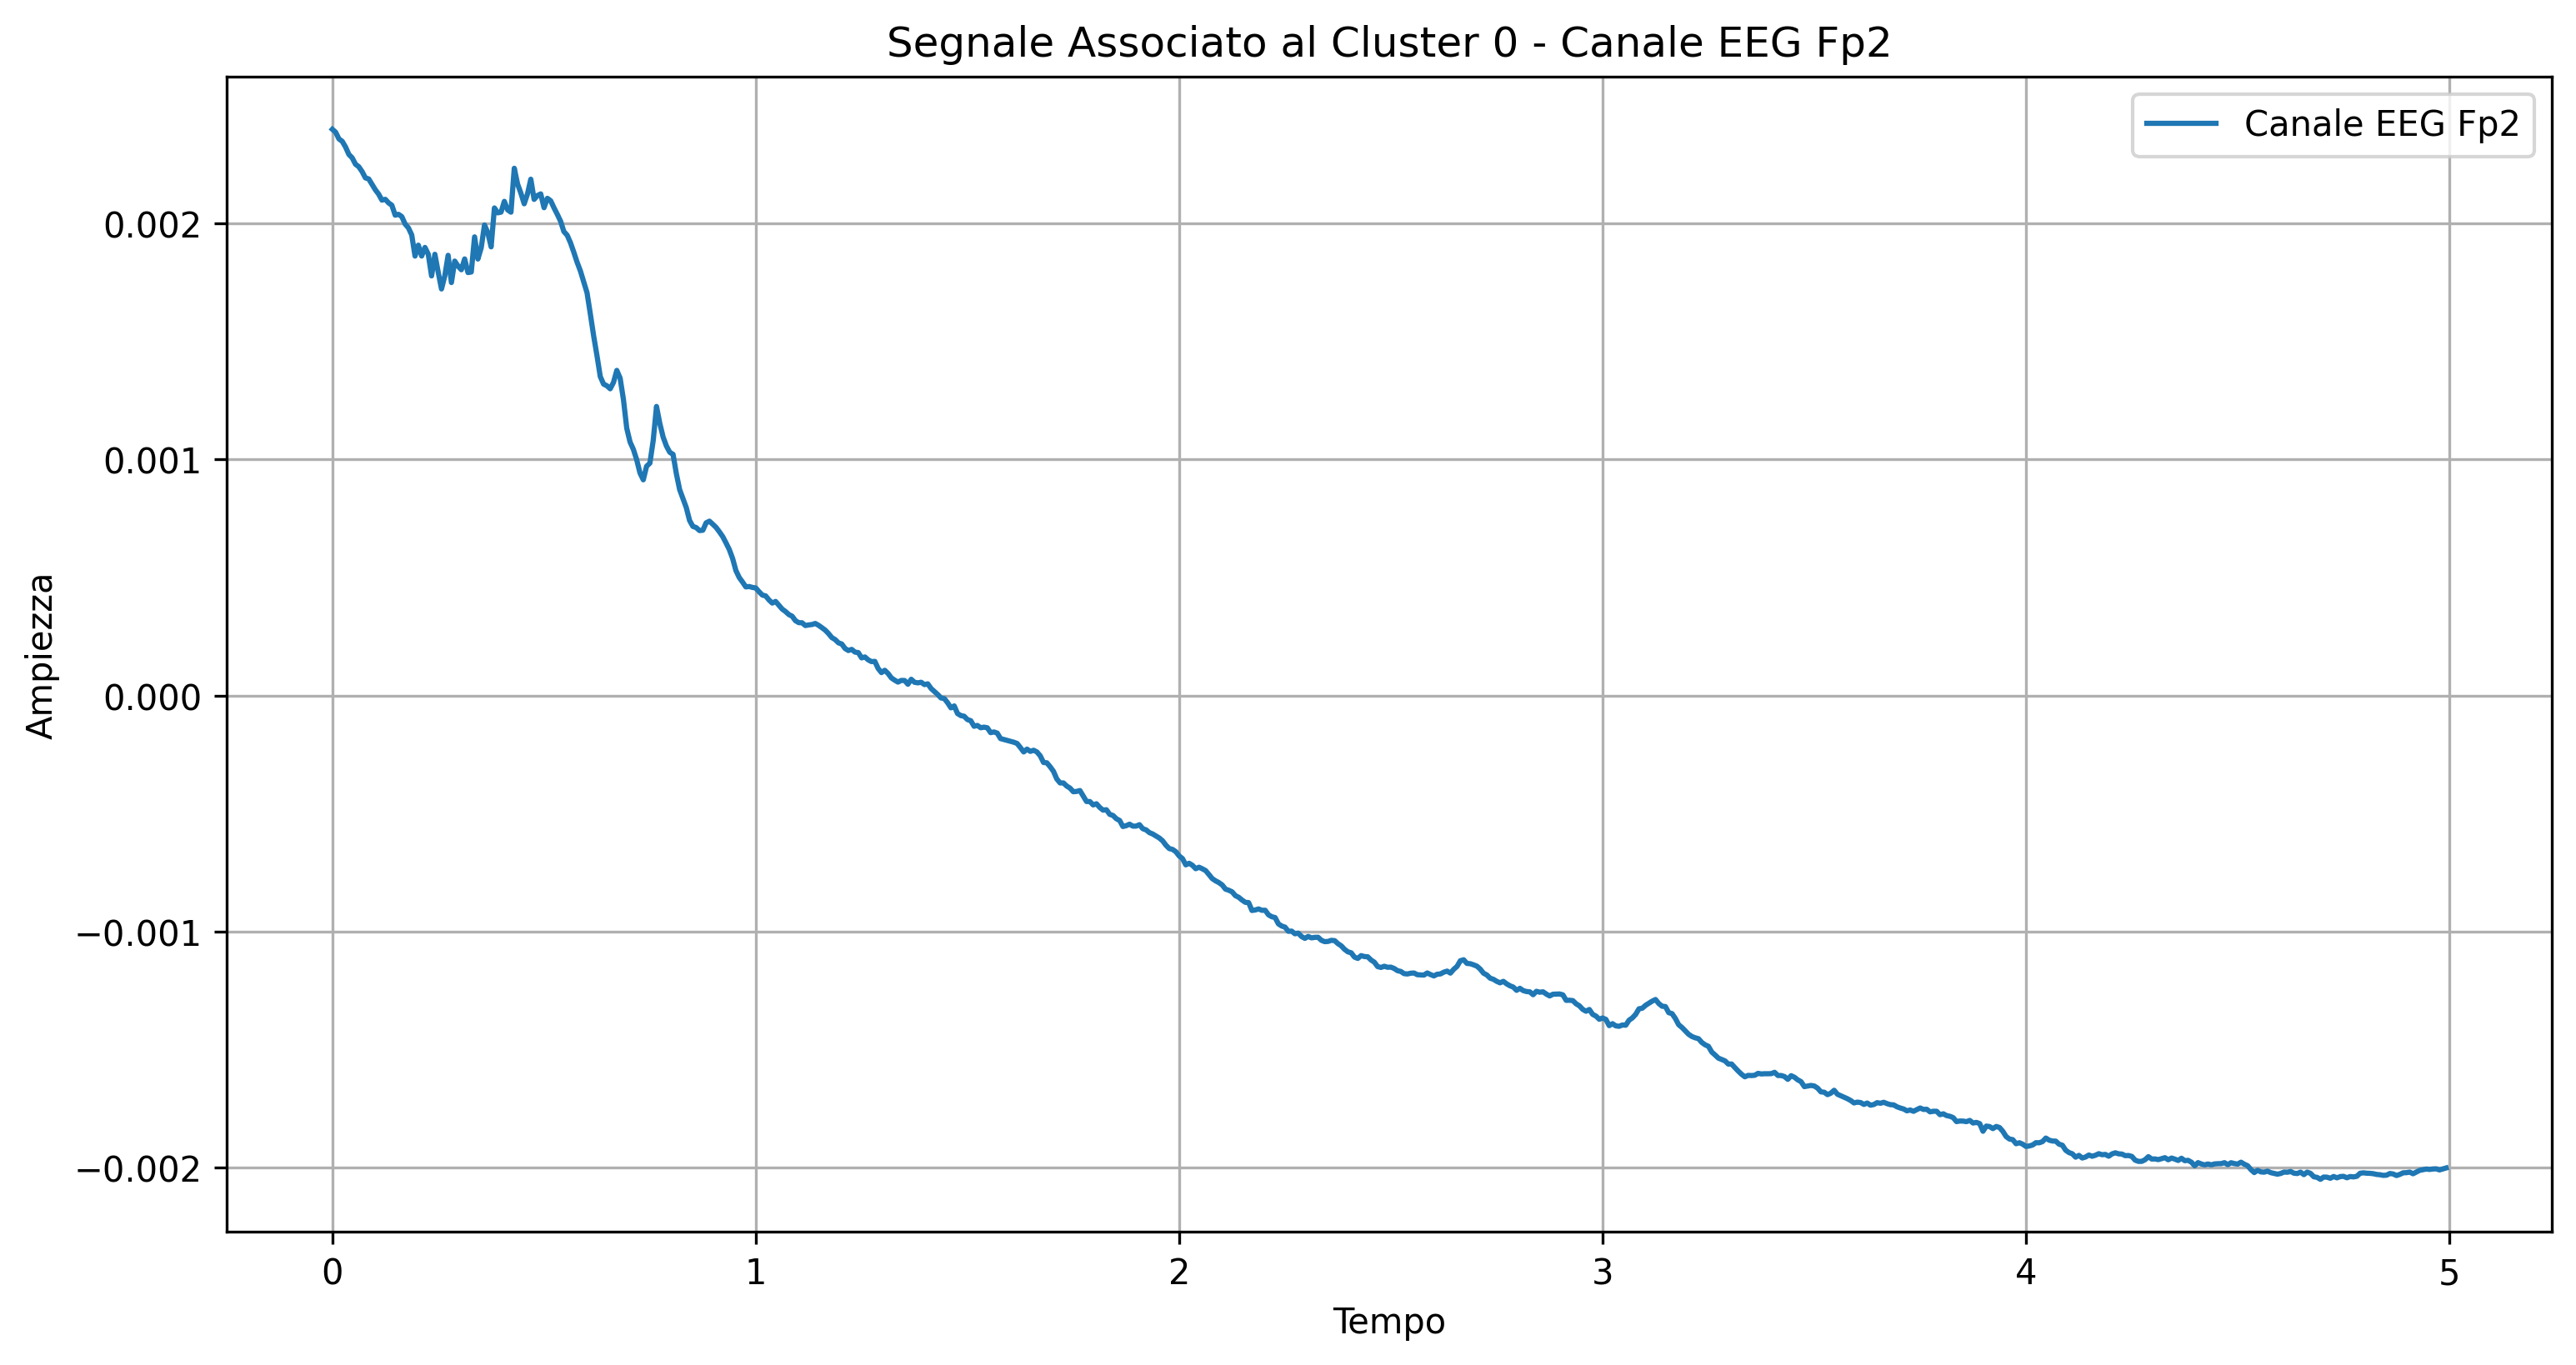 Segnale Associato al Cluster 0 - Canale EEG Fp2
Canale EEG Fp2
Ampiezza
0.002
0.001
0.000
−0.001
−0.002
0 1 2 3 4 5
Tempo